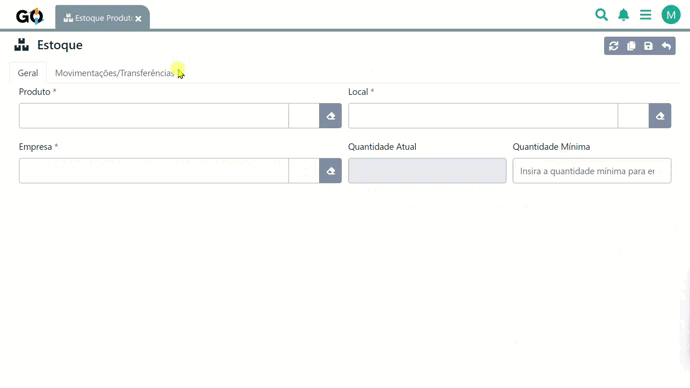 GO
Estoque Produt
M
Estoque
Geral
Movimentações/Transferências
Produto *
Local *
Empresa *
Quantidade Atual
Quantidade Mínima
Insira a quantidade mínima para er